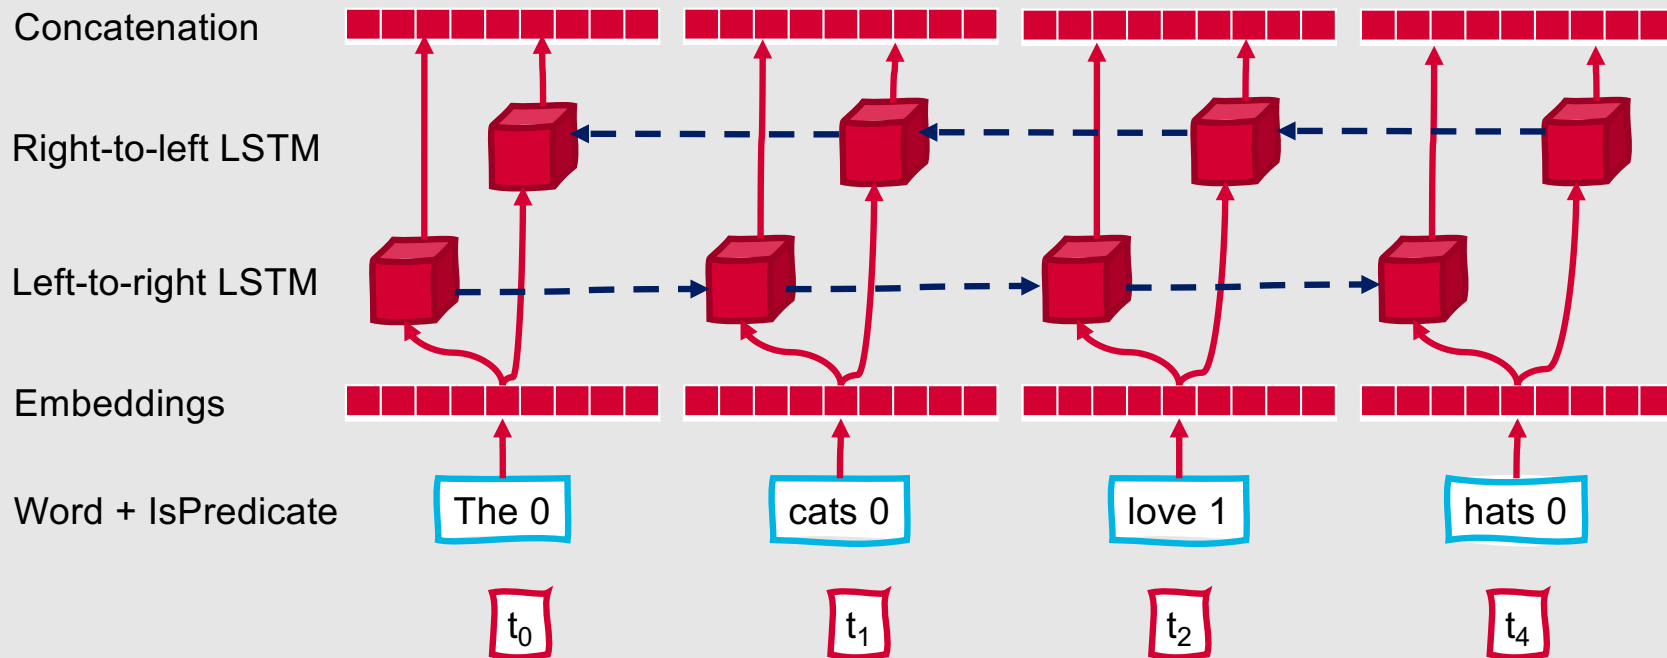 Concatenation
Right-to-left LSTM
Left-to-right LSTM
Embeddings
Word + IsPredicate The 0 cats 0 love 1 hats 0
t0 t1 t2 t4